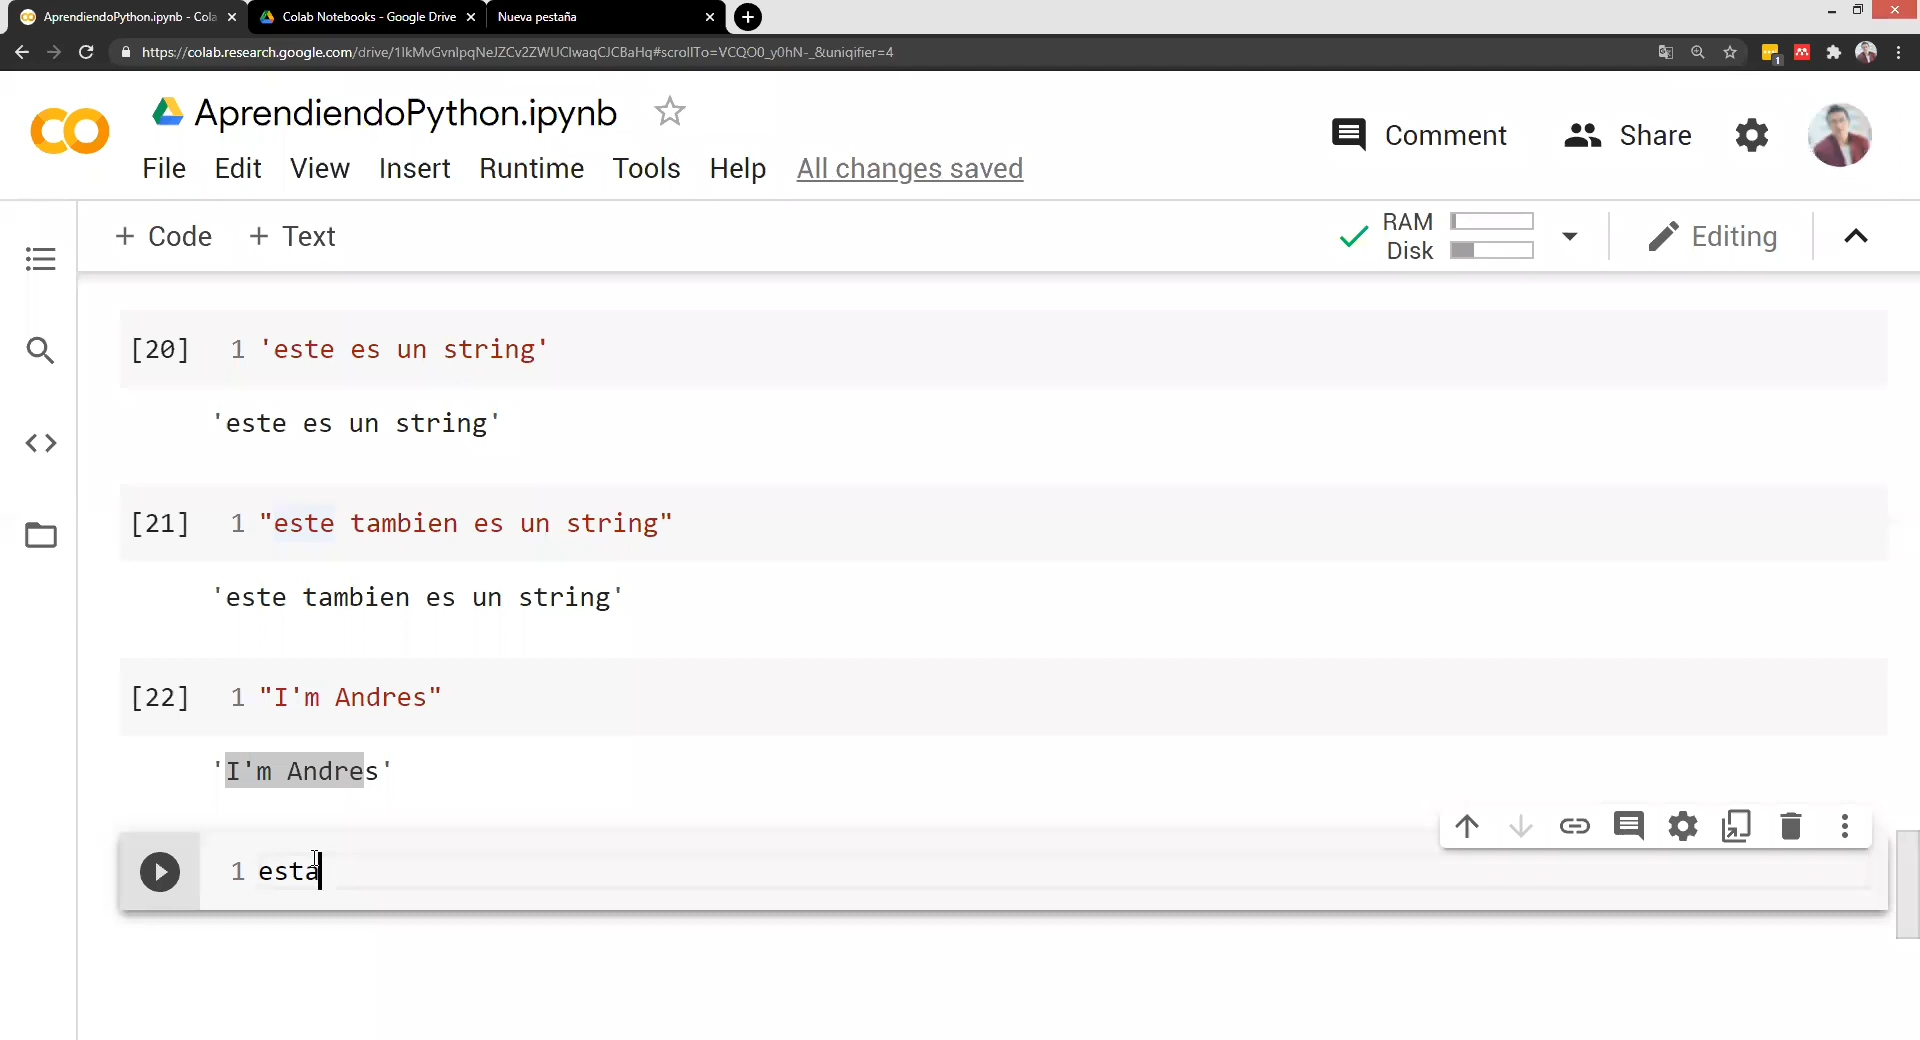 AprendiendoPython.ipynb - Cola
Colab Notebooks - Google Drive
Nueva pestaña
https://colab.research.google.com/drive/1IkMvGvnlpqNeJZCv2ZWUCIwaqCJCBaHq#scrollTo=VCQO0_y0hN-_&uniqifier=4
1
AprendiendoPython.ipynb
Comment
Share
File Edit View Insert Runtime Tools Help All changes saved
+ Code + Text
RAM
Disk
Editing
[20] 1 'este es un string'
'este es un string'
[21] 1 "este tambien es un string"
'este tambien es un string'
[22] 1 "I'm Andres"
'I'm Andres'
1 esta